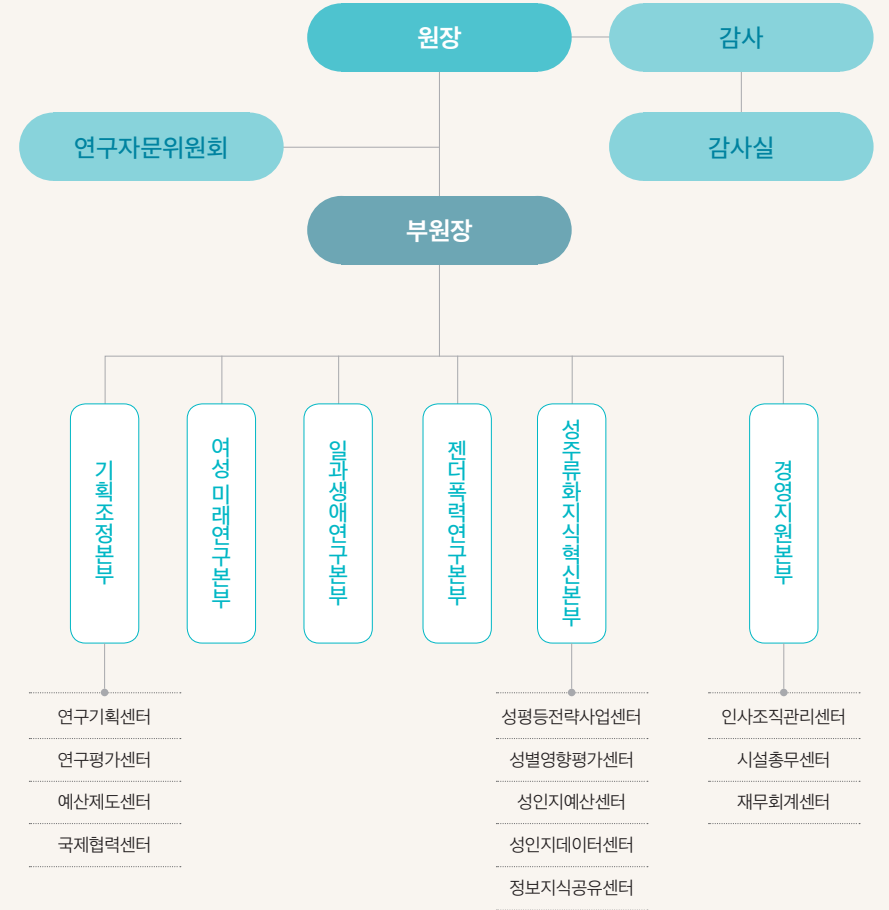 원장
감사
연구자문위원회
감사실
부원장
기획조정본부
여성 미래연구본부
일과생애연구본부
젠더폭력연구본부
성주류화지식혁신본부
경영지원본부
연구기획센터
연구평가센터
예산제도센터
국제협력센터
성평등전략사업센터
성별영향평가센터
성인지예산센터
성인지데이터센터
정보지식공유센터
인사조직관리센터
시설총무센터
재무회계센터